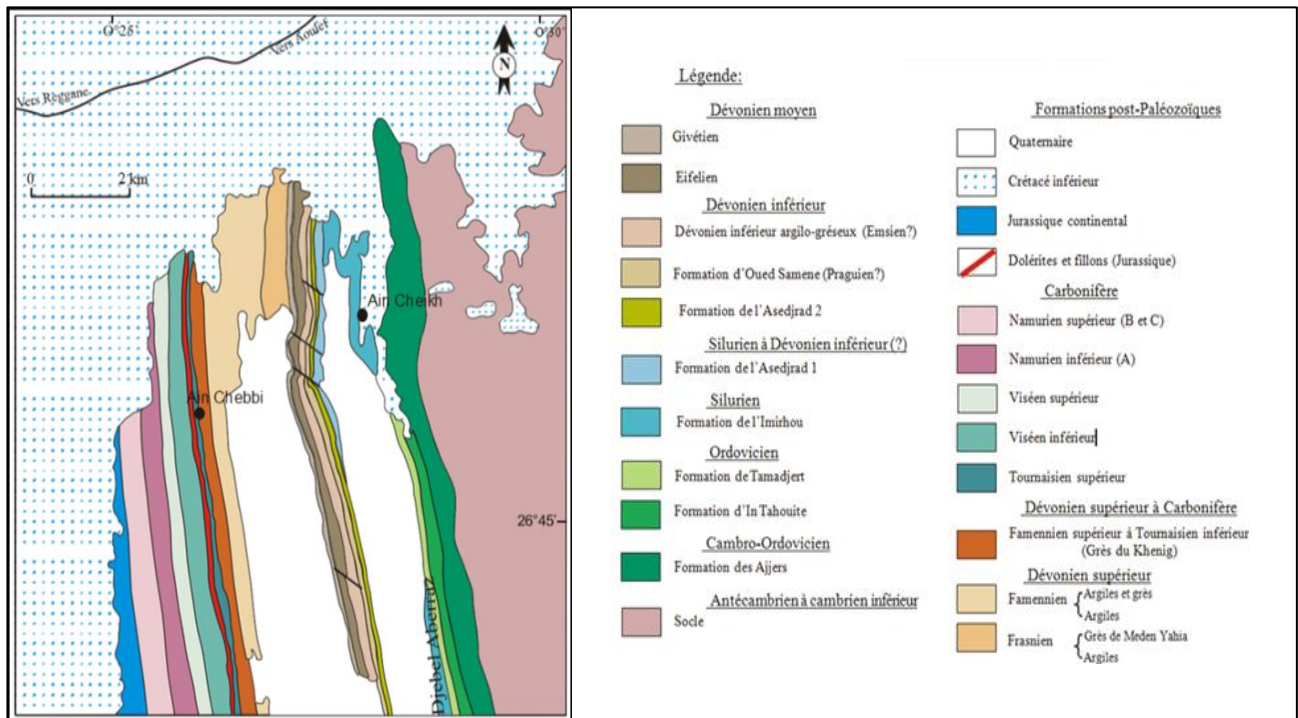 O°25'
O°30'
Vers Aoulef
N
Vers Reggane.
0 2 km
Ain Cheikh
Ain Chebbi
26°45'
Djebel Aberraz
Légende:
Dévonien moyen
Givétien
Eifelien
Dévonien inférieur
Dévonien inférieur argilo-gréseux (Emsien?)
Formation d'Oued Samene (Praguien?)
Formation de l'Asedjrad 2
Silurien à Dévonien inférieur (?)
Formation de l'Asedjrad 1
Silurien
Formation de l'Imirhou
Ordovicien
Formation de Tamadjert
Formation d'In Tahouite
Cambro-Ordovicien
Formation des Ajjers
Antécambrien à cambrien inférieur
Socle
Formations post-Paléozoïques
Quaternaire
Crétacé inférieur
Jurassique continental
Dolérites et fillons (Jurassique)
Carbonifère
Namurien supérieur (B et C)
Namurien inférieur (A)
Viséen supérieur
Viséen inférieur
Tournaisien supérieur
Dévonien supérieur à Carbonifère
Famennien supérieur à Tournaisien inférieur
(Grès du Khenig)
Dévonien supérieur
Famennien { Argiles et grès
Argiles
Frasnien { Grès de Meden Yahia
Argiles